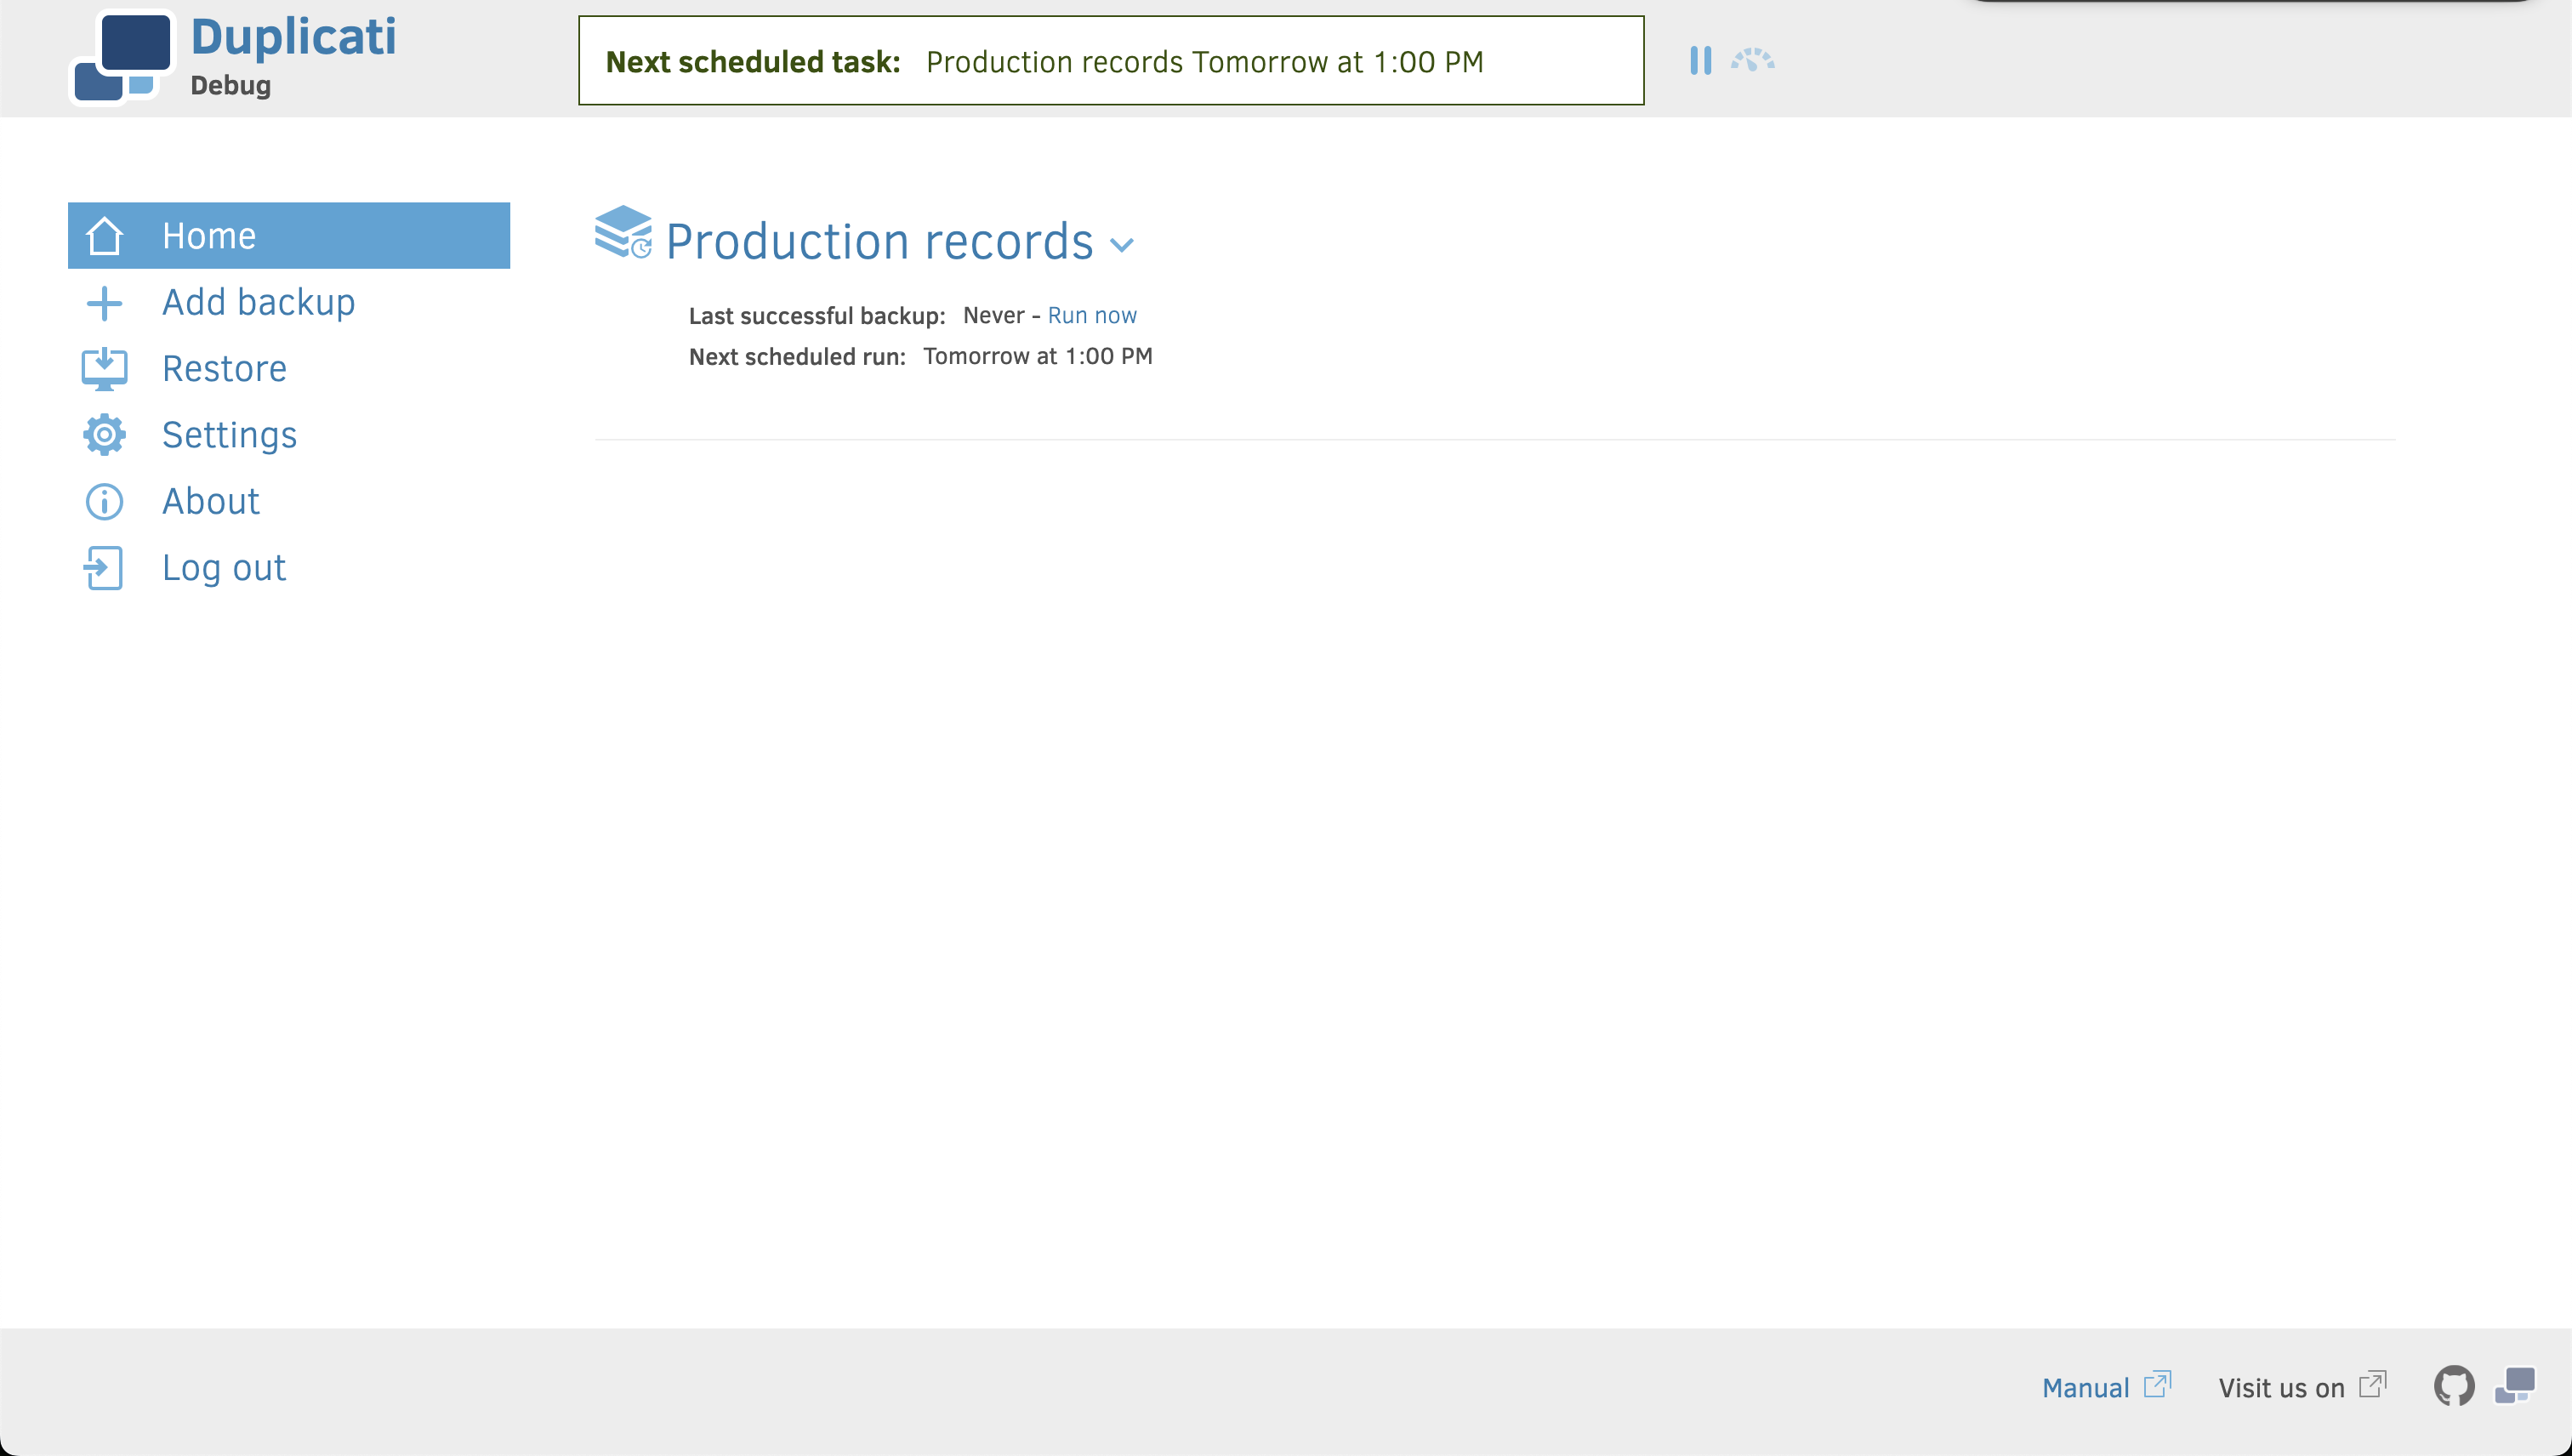 Duplicati
Debug
Next scheduled task: Production records Tomorrow at 1:00 PM
Home
Add backup
Restore
Settings
About
Log out
Production records
Last successful backup: Never - Run now
Next scheduled run: Tomorrow at 1:00 PM
Manual Visit us on